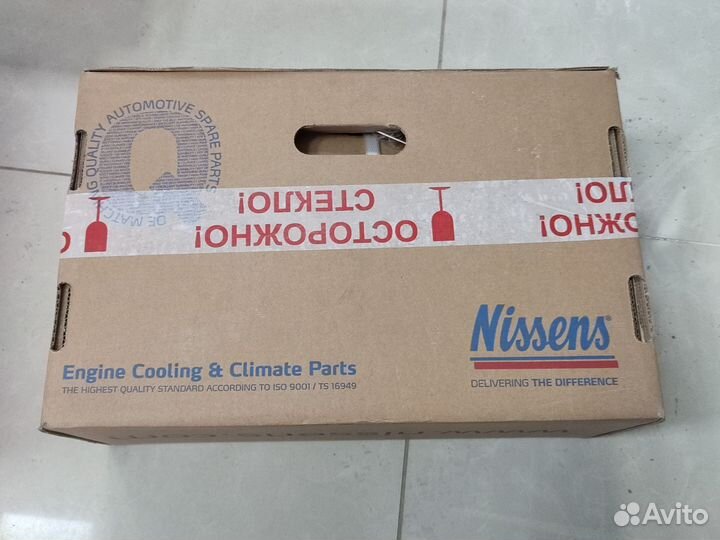 QUALITY AUTOMOTIVE SPARE PARTS
OE MATCHING
ОСТОРОЖНО!
СТЕКЛО!
ОСТОРОЖНО!
СТЕКЛО!
Nissens®
DELIVERING THE DIFFERENCE
Engine Cooling & Climate Parts
THE HIGHEST QUALITY STANDARD ACCORDING TO ISO 9001 / TS 16949
Avito